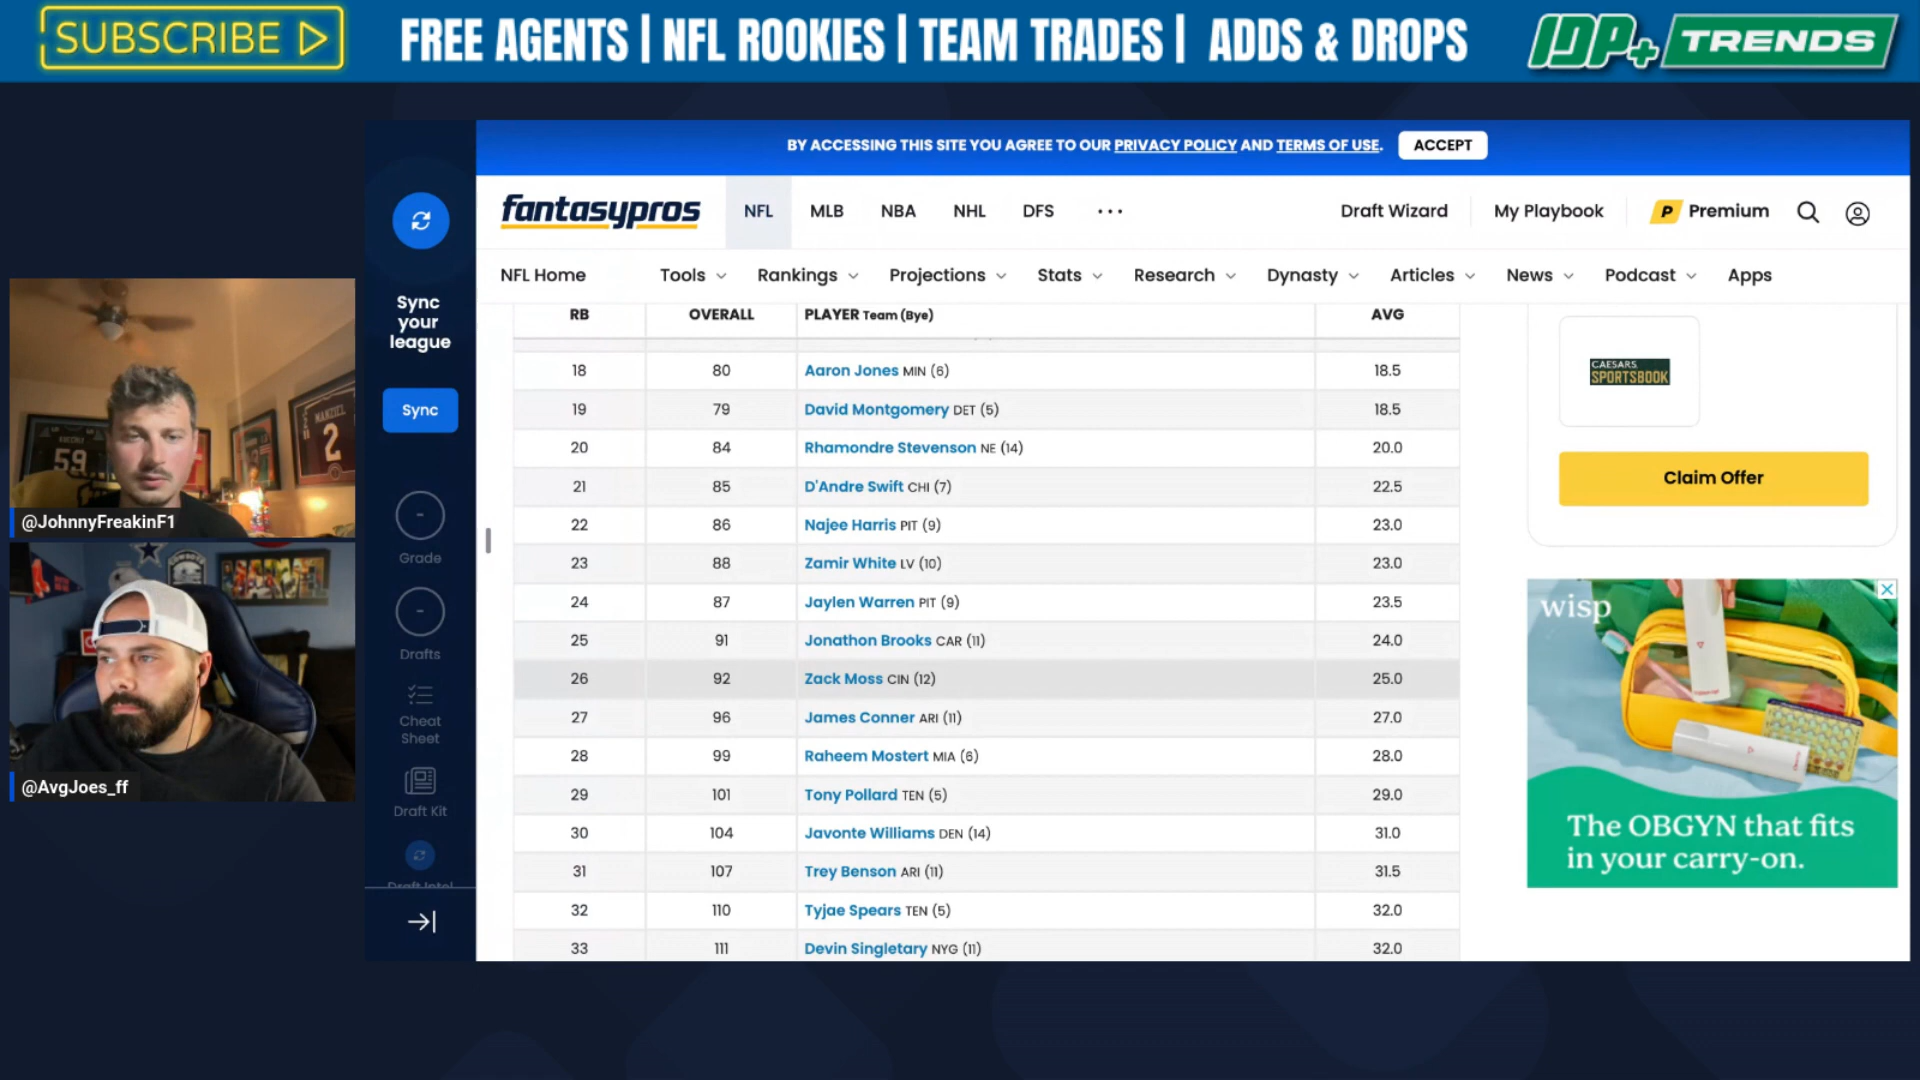 SUBSCRIBE
FREE AGENTS | NFL ROOKIES | TEAM TRADES | ADDS & DROPS
IDP+ TRENDS
BY ACCESSING THIS SITE YOU AGREE TO OUR PRIVACY POLICY AND TERMS OF USE. ACCEPT
fantasypros NFL MLB NBA NHL DFS ... Draft Wizard My Playbook P Premium
NFL Home Tools Rankings Projections Stats Research Dynasty Articles News Podcast Apps
Sync
your
league
Sync
-
Grade
-
Drafts
Cheat
Sheet
Draft Kit
Draft Intel
RB OVERALL PLAYER Team (Bye) AVG
18 80 Aaron Jones MIN (6) 18.5
19 79 David Montgomery DET (5) 18.5
20 84 Rhamondre Stevenson NE (14) 20.0
21 85 D'Andre Swift CHI (7) 22.5
22 86 Najee Harris PIT (9) 23.0
23 88 Zamir White LV (10) 23.0
24 87 Jaylen Warren PIT (9) 23.5
25 91 Jonathon Brooks CAR (11) 24.0
26 92 Zack Moss CIN (12) 25.0
27 96 James Conner ARI (11) 27.0
28 99 Raheem Mostert MIA (6) 28.0
29 101 Tony Pollard TEN (5) 29.0
30 104 Javonte Williams DEN (14) 31.0
31 107 Trey Benson ARI (11) 31.5
32 110 Tyjae Spears TEN (5) 32.0
33 111 Devin Singletary NYG (11) 32.0
CAESARS
SPORTSBOOK
Claim Offer
wisp
The OBGYN that fits
in your carry-on.
59
MANZIEL
2
@JohnnyFreakinF1
COWBOYS
@AvgJoes_ff